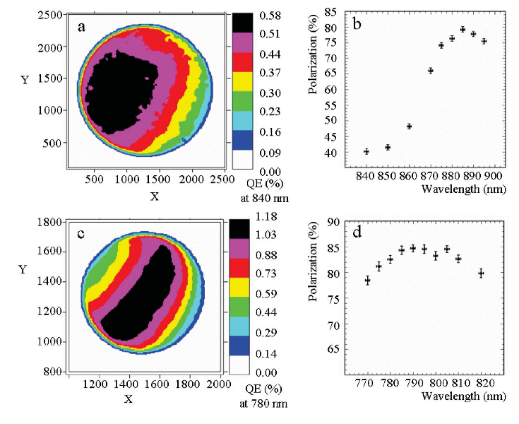 a
2500
2000
1500
1000
500
Y
500 1000 1500 2000 2500
X
0.58
0.51
0.44
0.37
0.30
0.23
0.16
0.09
0.00
QE (%)
at 840 nm
b
Polarization (%)
85
80
75
70
65
60
55
50
45
40
840 850 860 870 880 890 900
Wavelength (nm)
c
1800
1600
1400
1200
1000
800
Y
1200 1400 1600 1800 2000
X
1.18
1.03
0.88
0.73
0.59
0.44
0.29
0.14
0.00
QE (%)
at 780 nm
d
Polarization (%)
90
85
80
75
70
65
770 780 790 800 810 820
Wavelength (nm)